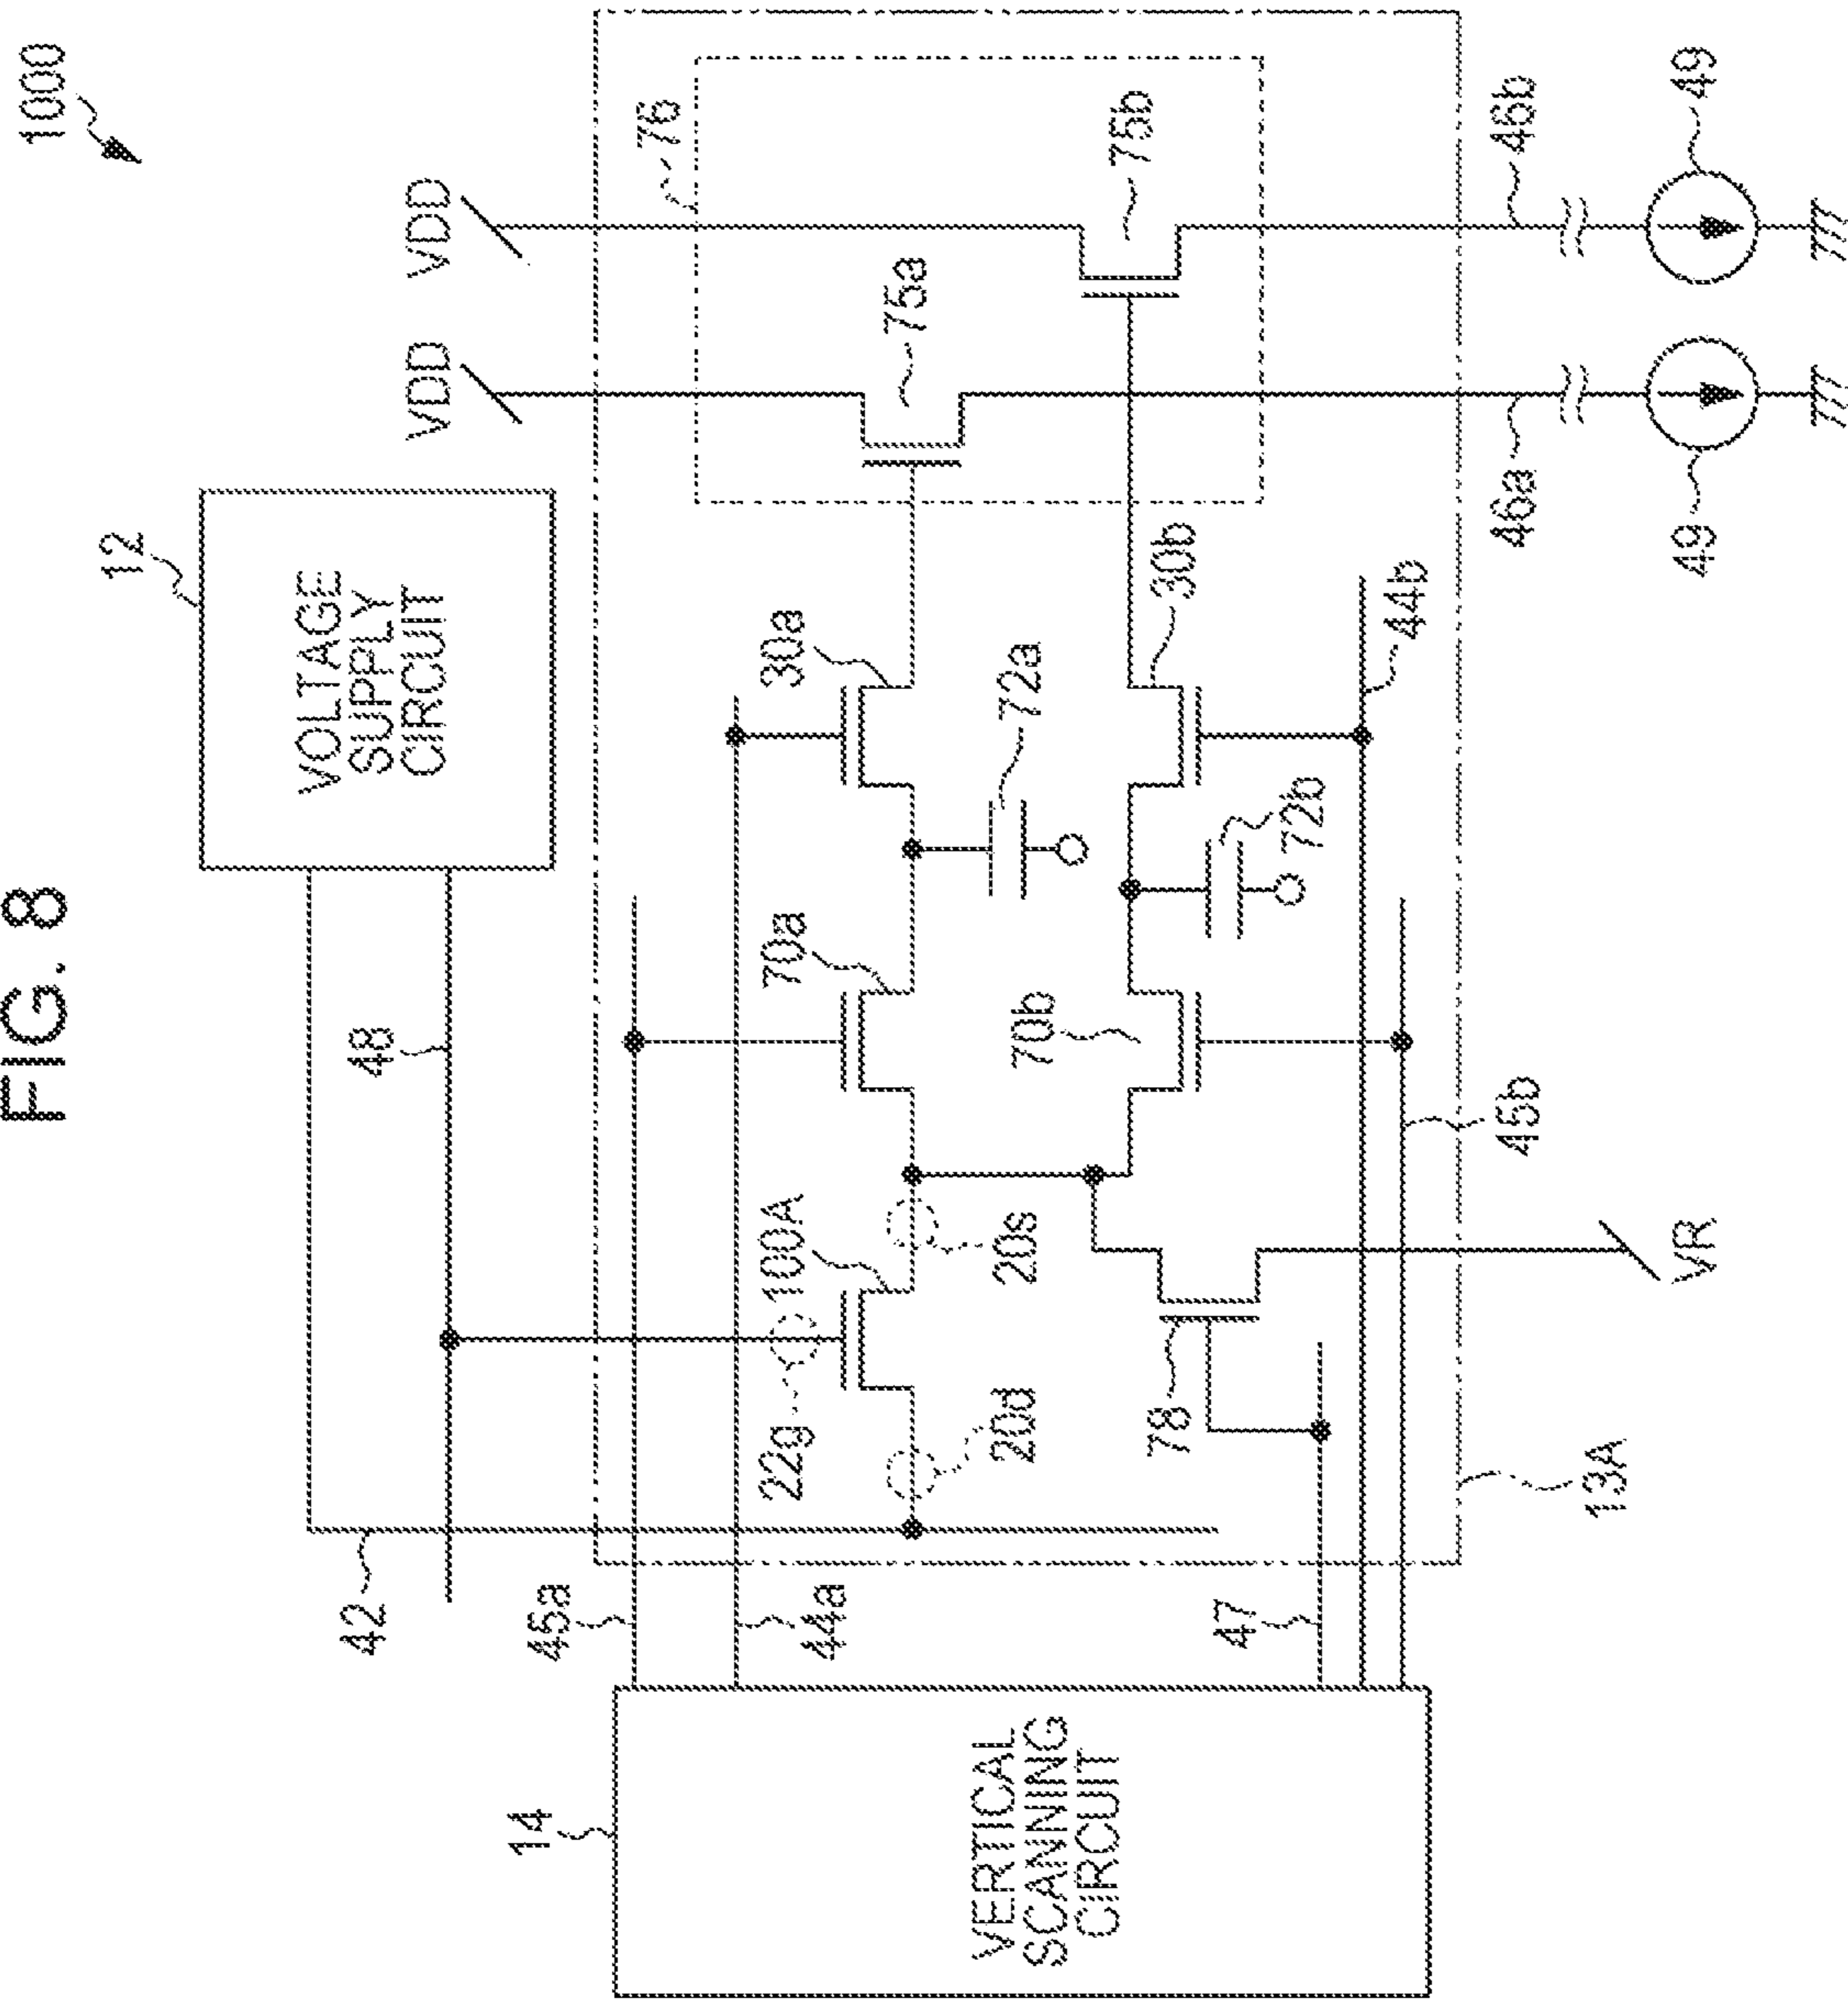 FIG. 8
1000
12
VOLTAGE
SUPPLY
CIRCUIT
VDD
VDD
48
42
76
45a
70a
30a
75a
44a
22g
100A
72a
75b
20d
20s
70b
30b
14
VERTICAL
SCANNING
CIRCUIT
78
72b
47
44b
13A
45b
46a
46b
VR
49
49